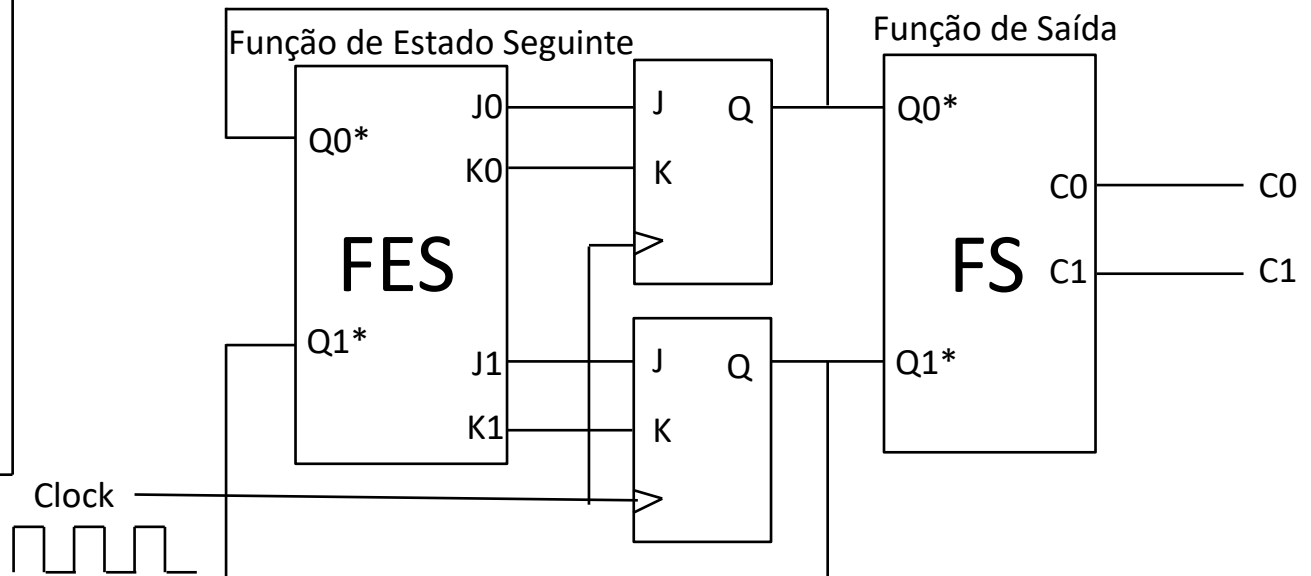 Função de Estado Seguinte
Função de Saída
Q0*
J0
K0
FES
Q1*
J1
K1
J
Q
K
J
Q
K
Q0*
C0
C0
FS
C1
C1
Q1*
Clock